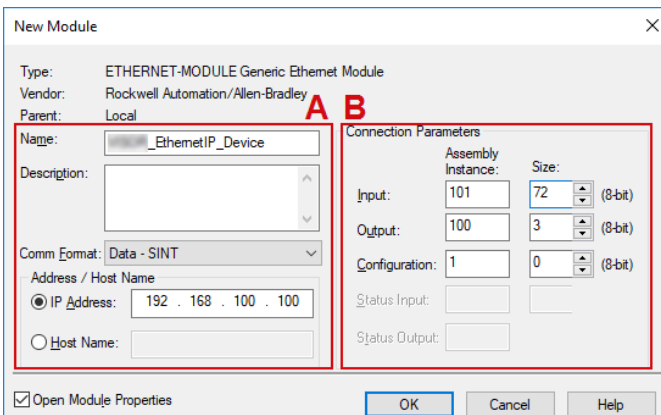 New Module
Type: ETHERNET-MODULE Generic Ethernet Module
Vendor: Rockwell Automation/Allen-Bradley
Parent: Local
A B
Name: _EthernetIP_Device
Description:
Comm Format: Data - SINT
Address / Host Name
IP Address: 192 . 168 . 100 . 100
Host Name:
Connection Parameters
Assembly Instance: Size:
Input: 101 72 (8-bit)
Output: 100 3 (8-bit)
Configuration: 1 0 (8-bit)
Status Input:
Status Output:
Open Module Properties
OK Cancel Help